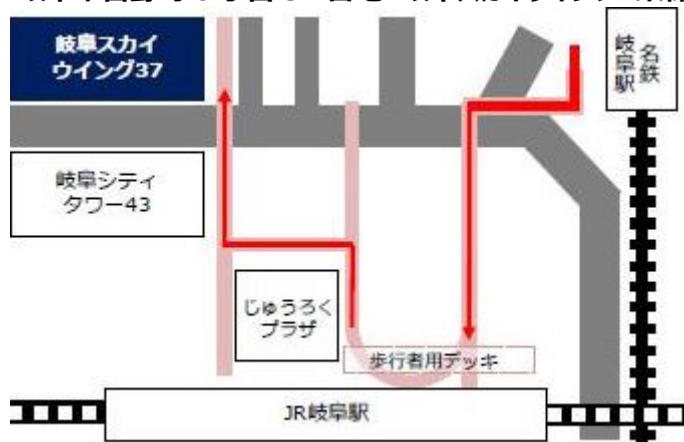 岐阜スカイ
ウイング37
名鉄
岐阜駅
岐阜シティ
タワー43
じゅうろく
プラザ
歩行者用デッキ
JR岐阜駅